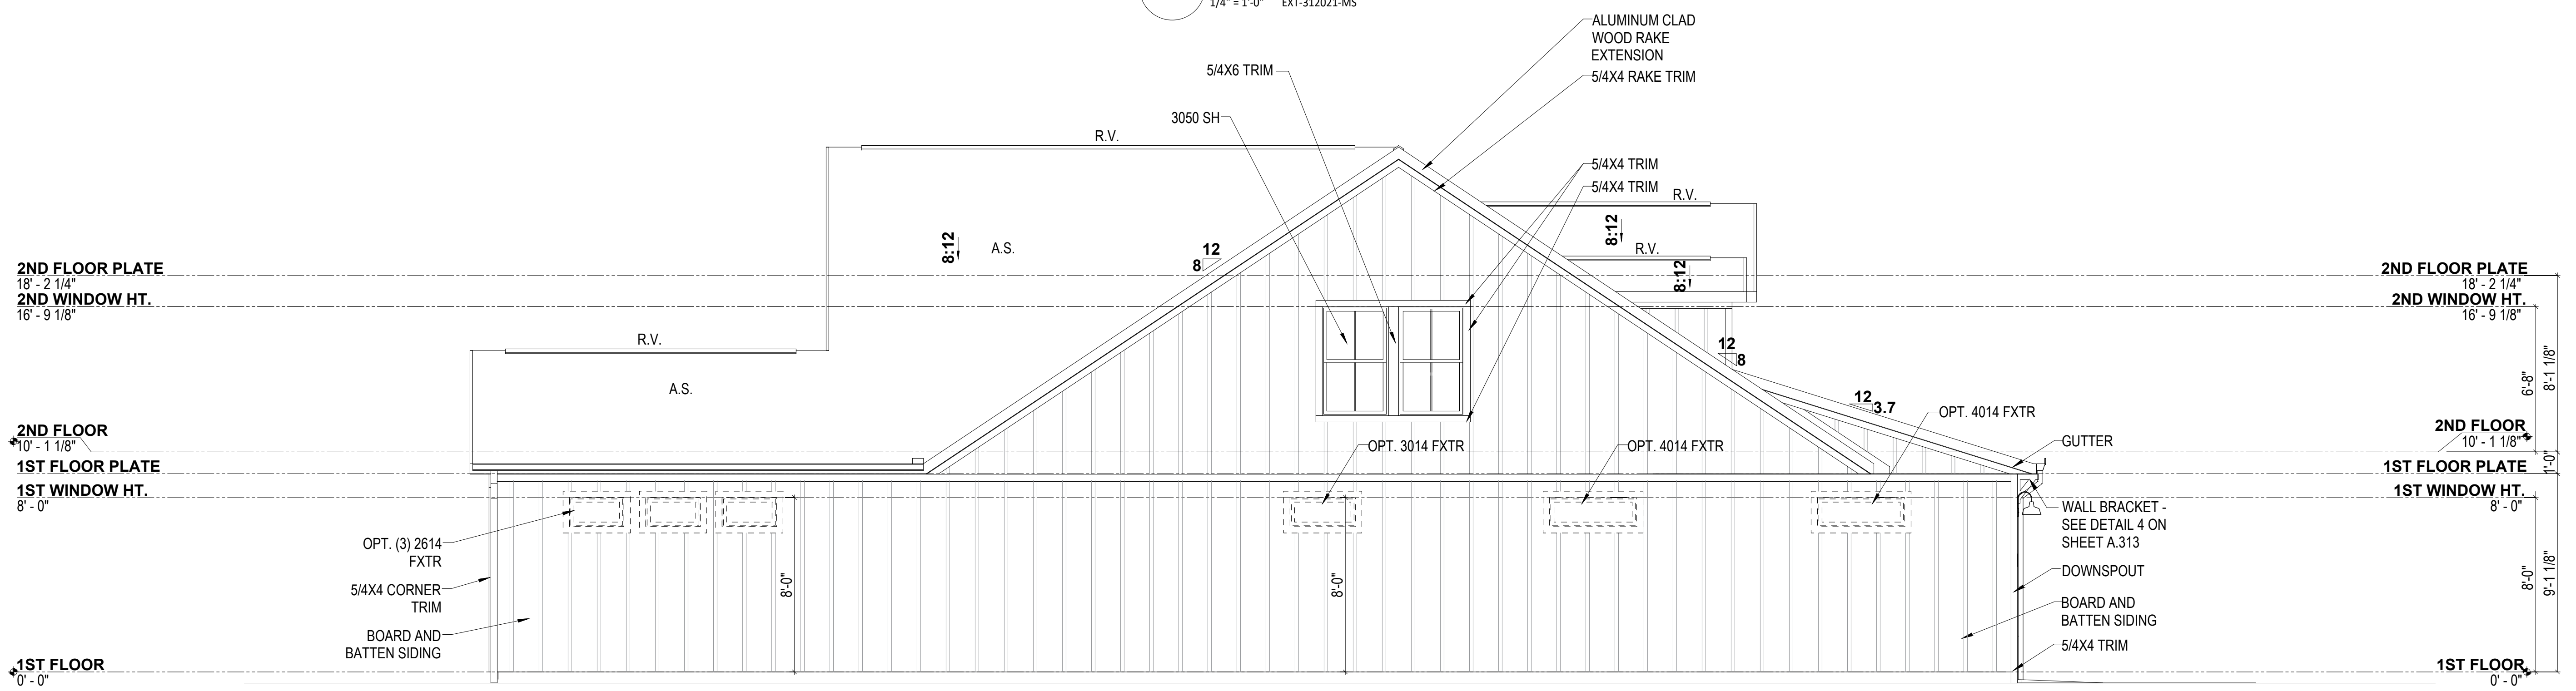 1/4" = 1'-0" EXT-312021-MS
ALUMINUM CLAD
WOOD RAKE
EXTENSION
5/4X6 TRIM
5/4X4 RAKE TRIM
3050 SH
R.V.
5/4X4 TRIM
5/4X4 TRIM
R.V.
8:12
A.S.
12
8
8:12
R.V.
8:12
2ND FLOOR PLATE
18' - 2 1/4"
2ND WINDOW HT.
16' - 9 1/8"
2ND FLOOR PLATE
18' - 2 1/4"
2ND WINDOW HT.
16' - 9 1/8"
R.V.
A.S.
12
8
12
3.7
6'-8"
8'-1 1/8"
OPT. 4014 FXTR
2ND FLOOR
10' - 1 1/8"
1ST FLOOR PLATE
1ST WINDOW HT.
8' - 0"
OPT. 3014 FXTR
OPT. 4014 FXTR
GUTTER
2ND FLOOR
10' - 1 1/8"
1ST FLOOR PLATE
1'-0"
1ST WINDOW HT.
8' - 0"
WALL BRACKET -
SEE DETAIL 4 ON
SHEET A.313
OPT. (3) 2614
FXTR
5/4X4 CORNER
TRIM
BOARD AND
BATTEN SIDING
8'-0"
8'-0"
DOWNSPOUT
BOARD AND
BATTEN SIDING
5/4X4 TRIM
8'-0"
9'-1 1/8"
1ST FLOOR
0' - 0"
1ST FLOOR
0' - 0"